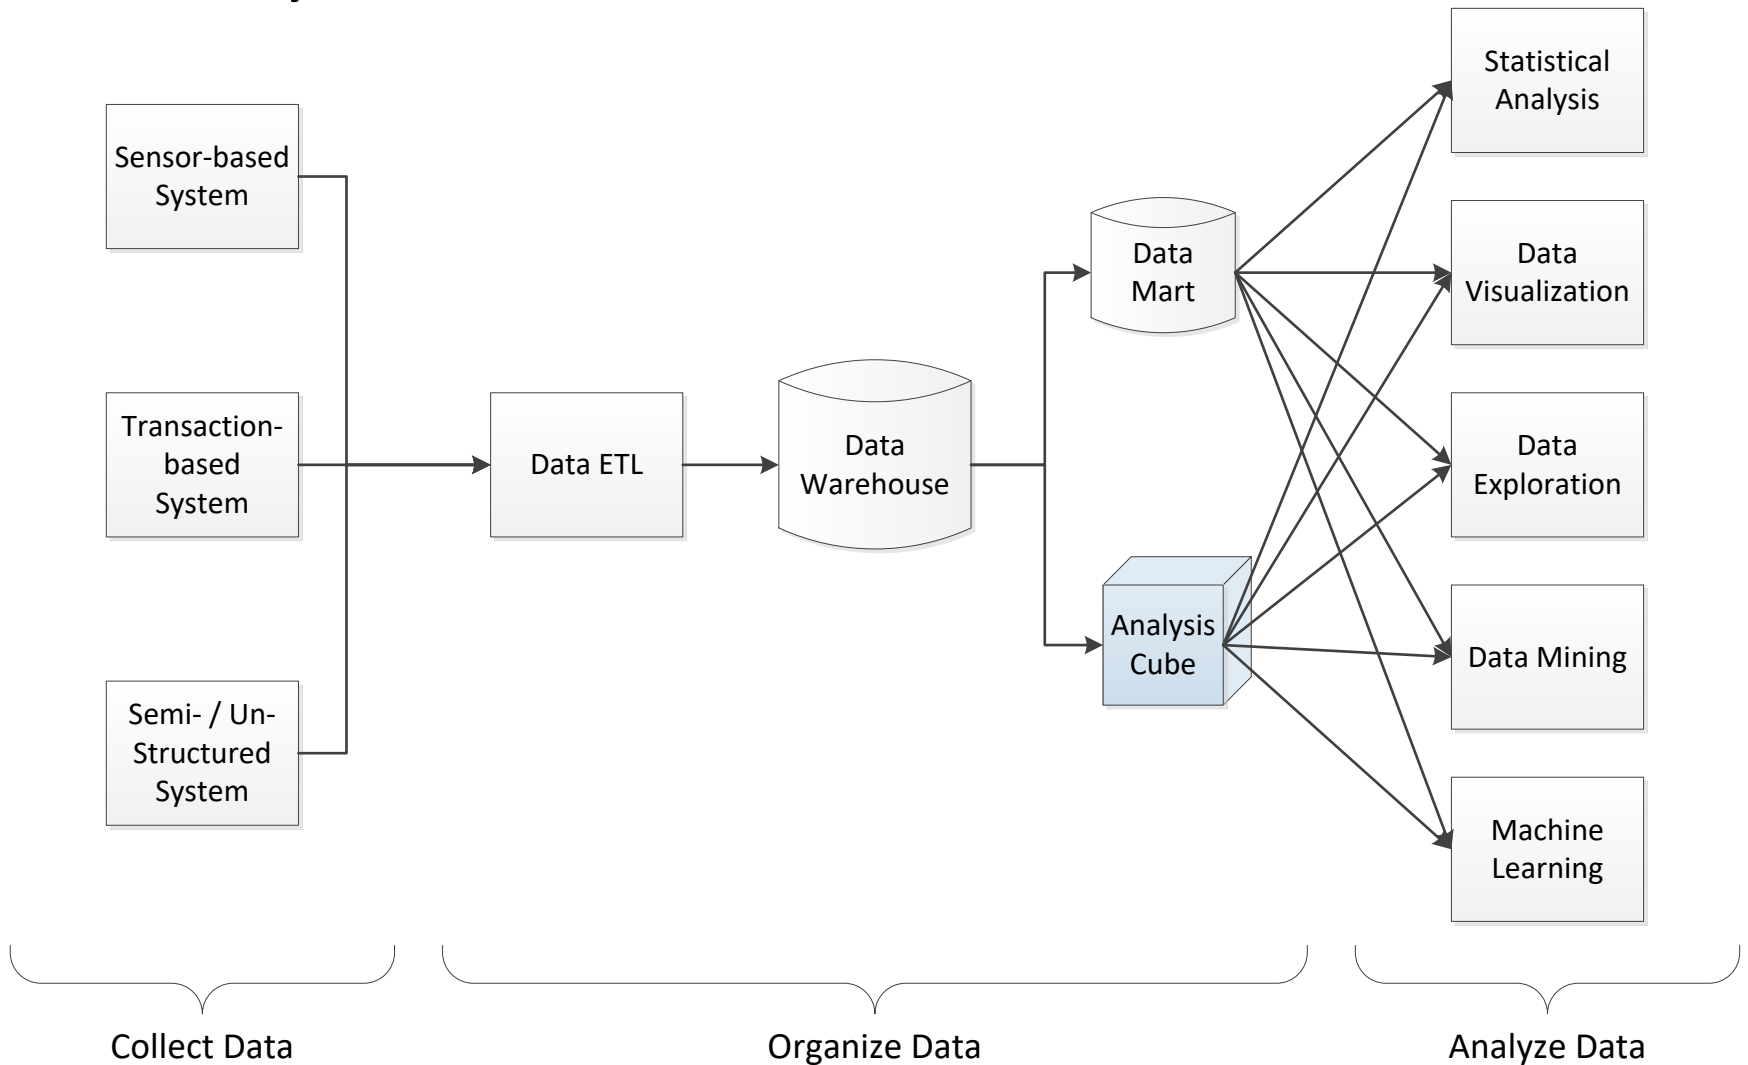 Sensor-based
System
Transaction-
based
System
Semi- / Un-
Structured
System
Data ETL
Data
Warehouse
Data
Mart
Analysis
Cube
Statistical
Analysis
Data
Visualization
Data
Exploration
Data Mining
Machine
Learning
Collect Data
Organize Data
Analyze Data